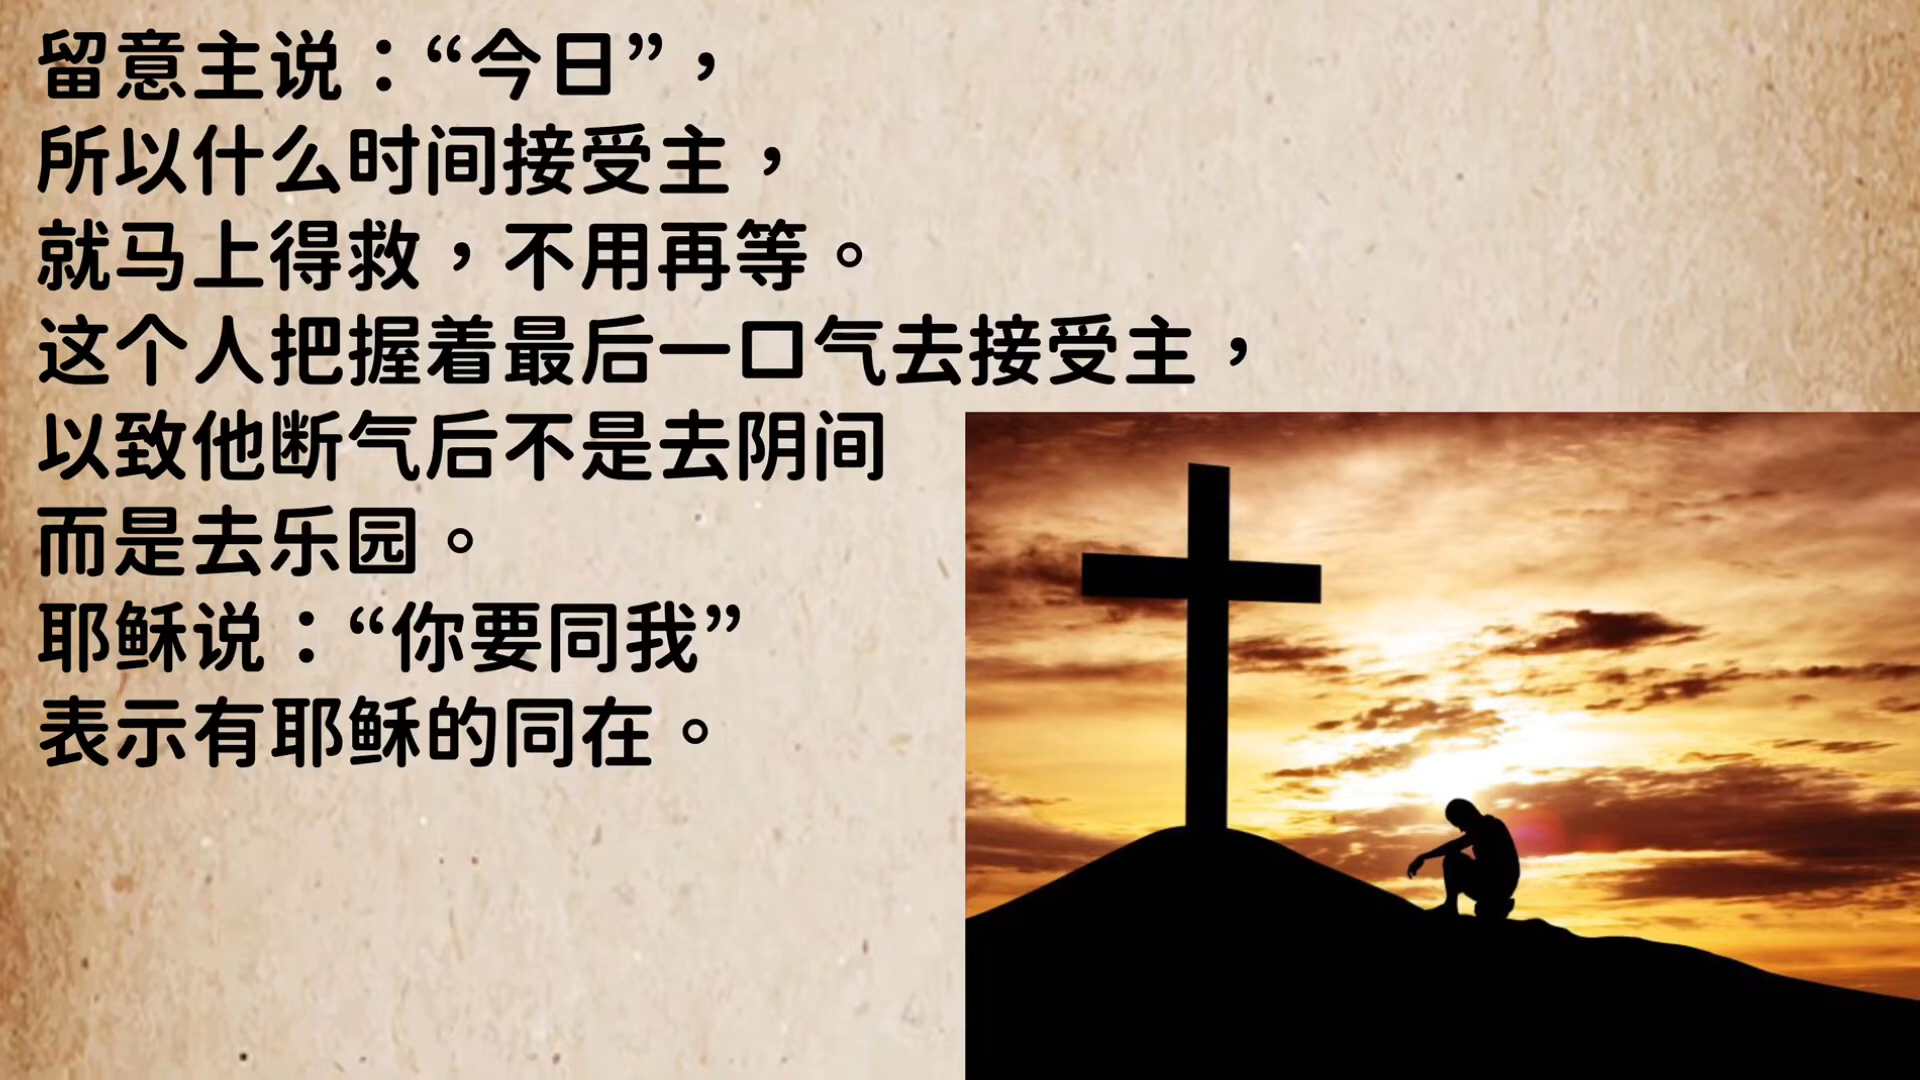 留意主说：“今日”，
所以什么时间接受主，
就马上得救，不用再等。
这个人把握着最后一口气去接受主，
以致他断气后不是去阴间
而是去乐园。
耶稣说：“你要同我”
表示有耶稣的同在。